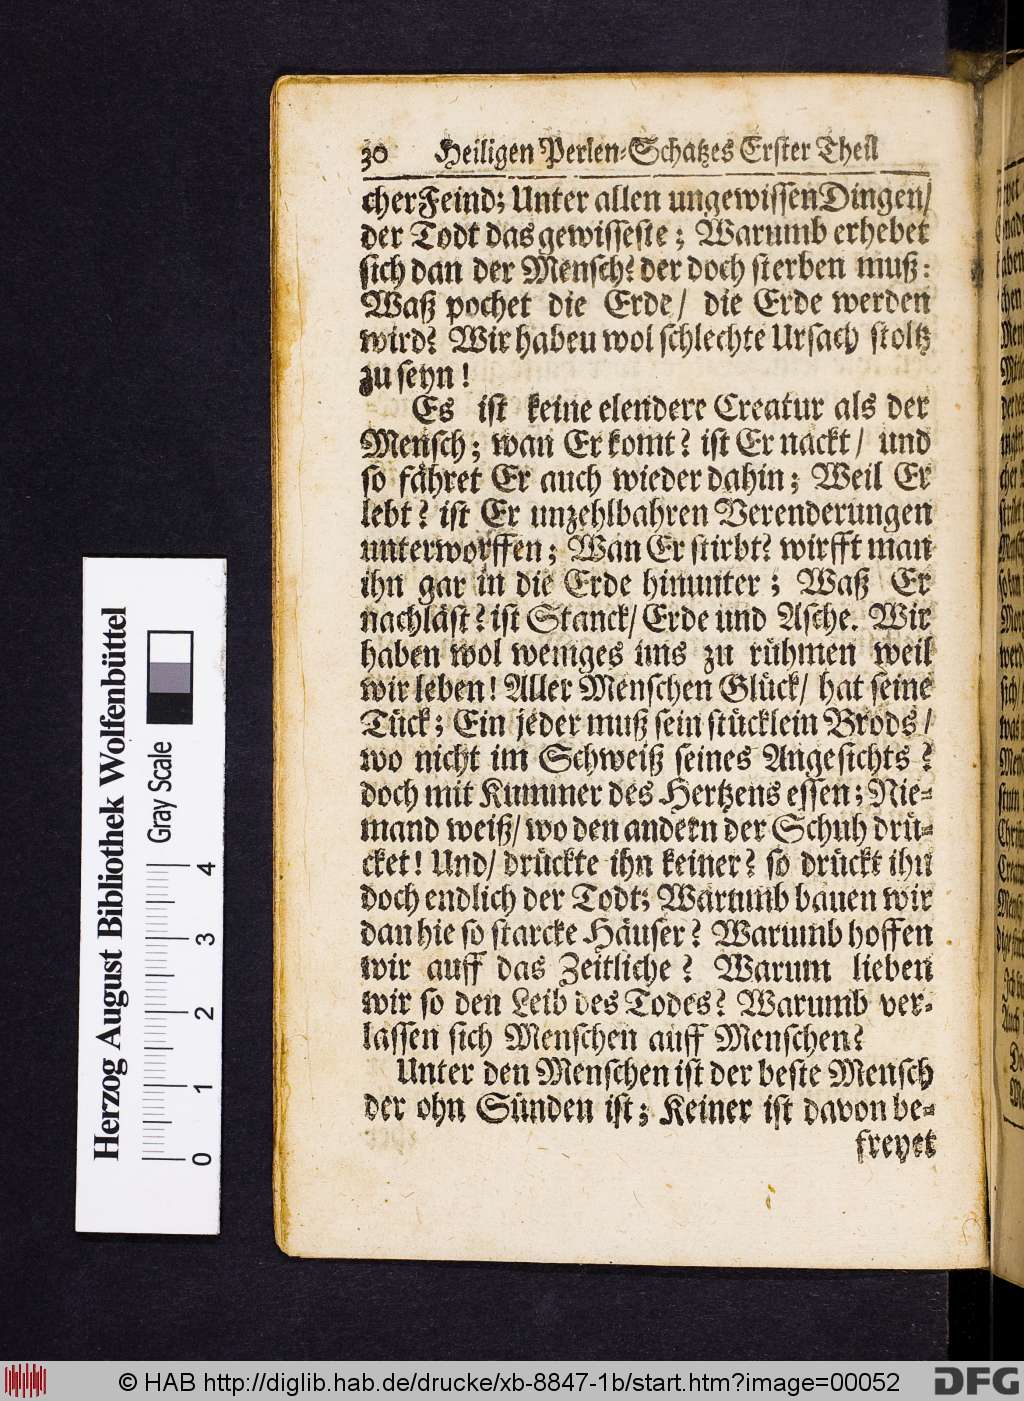 30 Heiligen Perlen-Schatzes Erster Theil
cher Feind; Unter allen ungewissen Dingen/
der Todt das gewisseste; Warumb erhebet
sich dan der Mensch? der doch sterben muß:
Waß pochet die Erde/ die Erde werden
wird? Wir haben wol schlechte Ursach stoltz
zu seyn!
Es ist keine elendere Creatur als der
Mensch; wan Er komt? ist Er nackt/ und
so fähret Er auch wieder dahin; Weil Er
lebt? ist Er unzehlbahren Verenderungen
unterworffen; Wan Er stirbt? wirfft man
ihn gar in die Erde hinunter; Waß Er
nachläst? ist Stanck/ Erde und Asche. Wir
haben wol weniges uns zu rühmen weil
wir leben! Aller Menschen Glück/ hat seine
Tück; Ein jeder muß sein stücklein Brods/
wo nicht im Schweiß seines Angesichts?
doch mit Kummer des Hertzens essen; Nie-
mand weiß/ wo den andern der Schuh drü-
cket! Und/ drückte ihn keiner? so drückt ihn
doch endlich der Todt; Warumb bauen wir
dan hie so starcke Häuser? Warumb hoffen
wir auff das Zeitliche? Warum lieben
wir so den Leib des Todes? Warumb ver-
lassen sich Menschen auff Menschen?
Unter den Menschen ist der beste Mensch
der ohn Sünden ist; Keiner ist davon be-
freyet
Herzog August Bibliothek Wolfenbüttel
Gray Scale
0 1 2 3 4
© HAB http://diglib.hab.de/drucke/xb-8847-1b/start.htm?image=00052
DFG